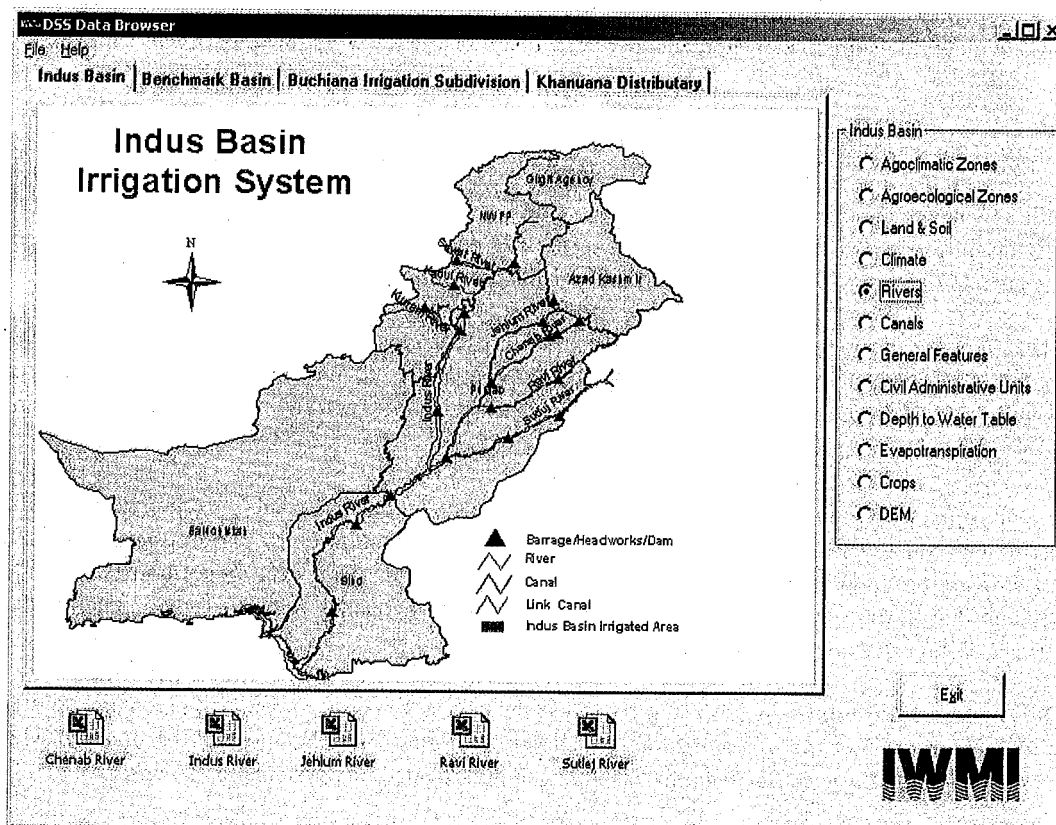 IWMI DSS Data Browser
File Help
Indus Basin Benchmark Basin Buchiana Irrigation Subdivision Khanuana Distributary
Indus Basin
Irrigation System
N
Gilgit Agency
NWFP
Swat River
Kabul River
Kurram River
Azad Kasimir
Jehlum River
Chenab River
Ravi River
Punjab
Indus River
Sutlej River
Indus River
Balochistan
Sind
Barrage/Headworks/Dam
River
Canal
Link Canal
Indus Basin Irrigated Area
Indus Basin
Agoclimatic Zones
Agroecological Zones
Land & Soil
Climate
Rivers
Canals
General Features
Civil Administrative Units
Depth to Water Table
Evapotranspiration
Crops
DEM
Exit
Chenab River
Indus River
Jehlum River
Ravi River
Sutlej River
IWMI